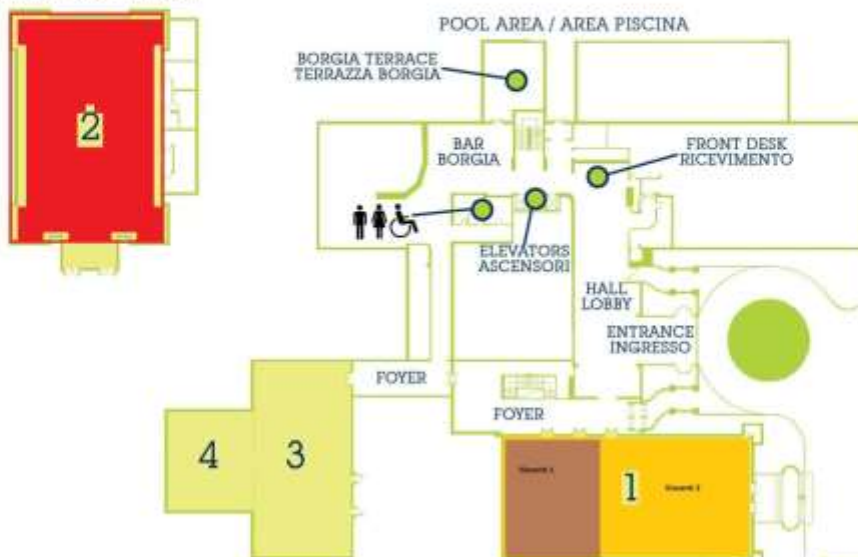 POOL AREA / AREA PISCINA
BORGIA TERRACE
TERRAZZA BORGIA
2
BAR
BORGIA
FRONT DESK
RICEVIMENTO
ELEVATORS
ASCENSORI
HALL
LOBBY
ENTRANCE
INGRESSO
FOYER
FOYER
4
3
1